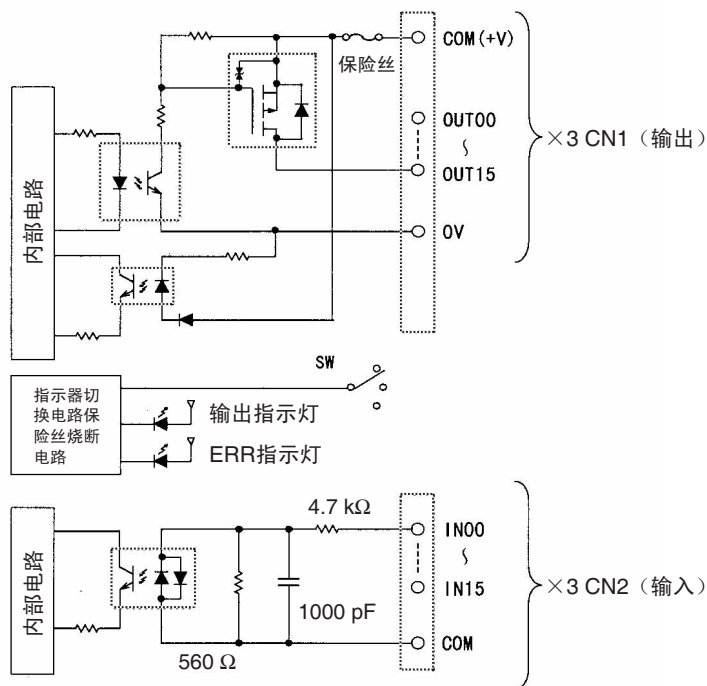 COM(+V)
保险丝
OUT00
~
OUT15
×3 CN1（输出）
内部电路
0V
SW
指示器切
换电路保
险丝烧断
电路
输出指示灯
ERR指示灯
4.7 kΩ
IN00
~
IN15
×3 CN2（输入）
内部电路
1000 pF
COM
560 Ω